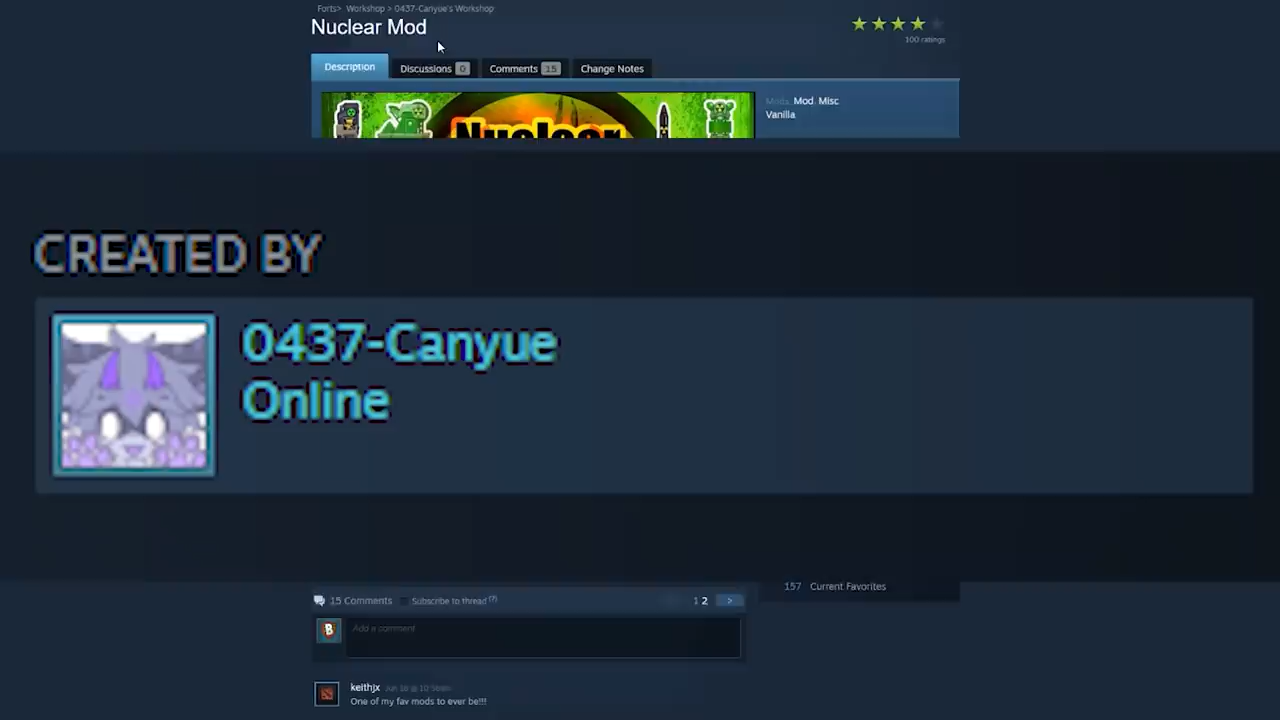 Forts> Workshop > 0437-Canyue's Workshop
Nuclear Mod
100 ratings
Description
Discussions 0
Comments 15
Change Notes
Nuclear
Mods: Mod, Misc
Vanilla
CREATED BY
0437-Canyue
Online
157 Current Favorites
15 Comments
Subscribe to thread (?)
1 2 >
Add a comment
keithjx
One of my fav mods to ever be!!!